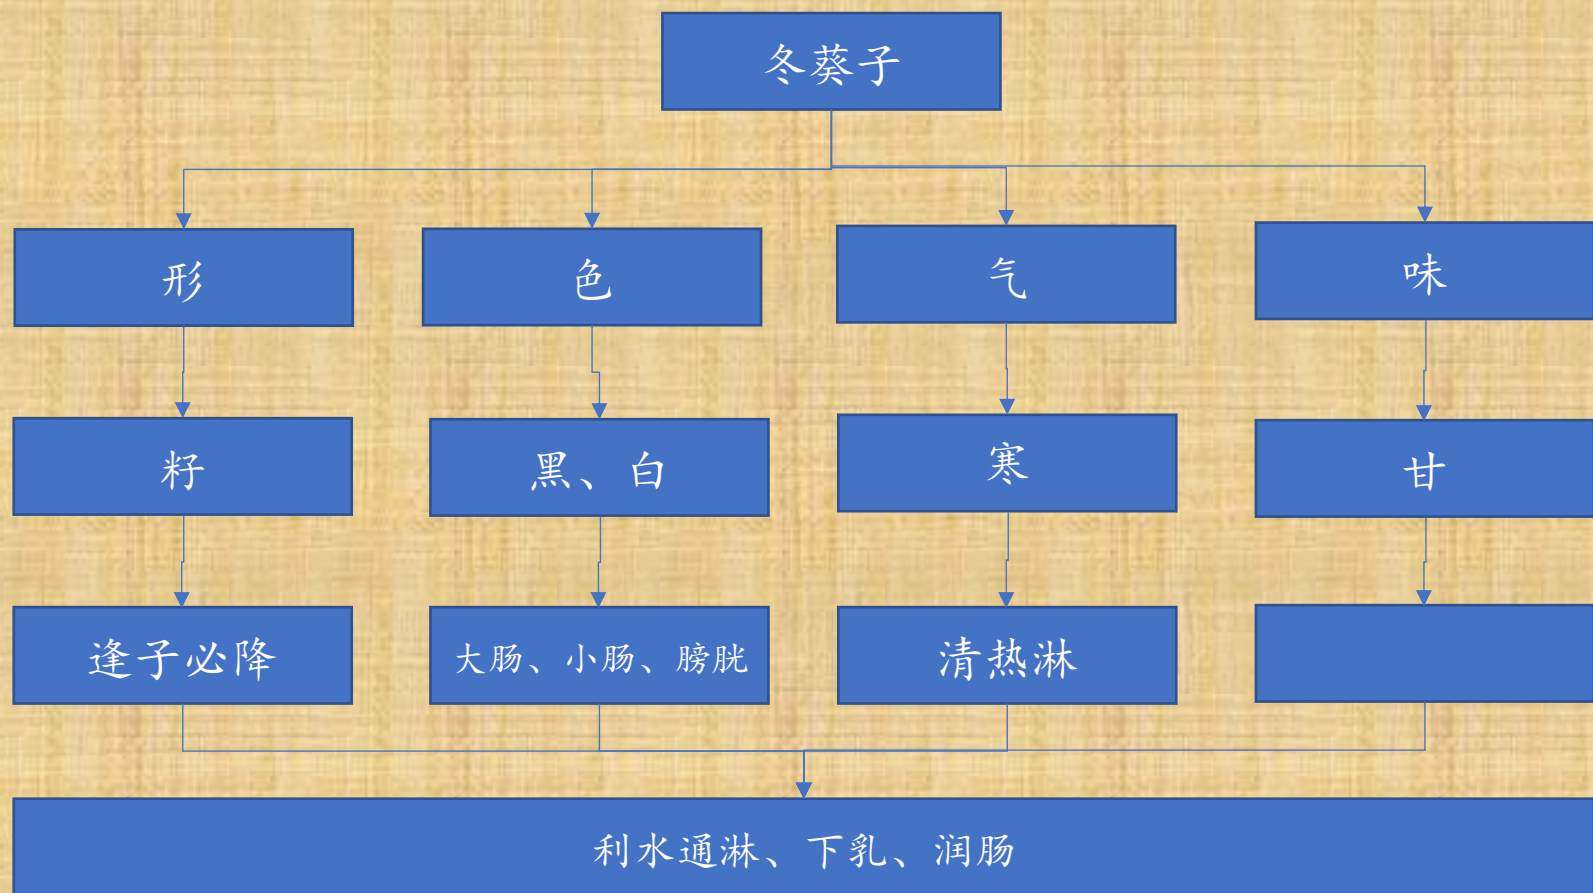 冬葵子
形
色
气
味
籽
黑、白
寒
甘
逢子必降
大肠、小肠、膀胱
清热淋
利水通淋、下乳、润肠